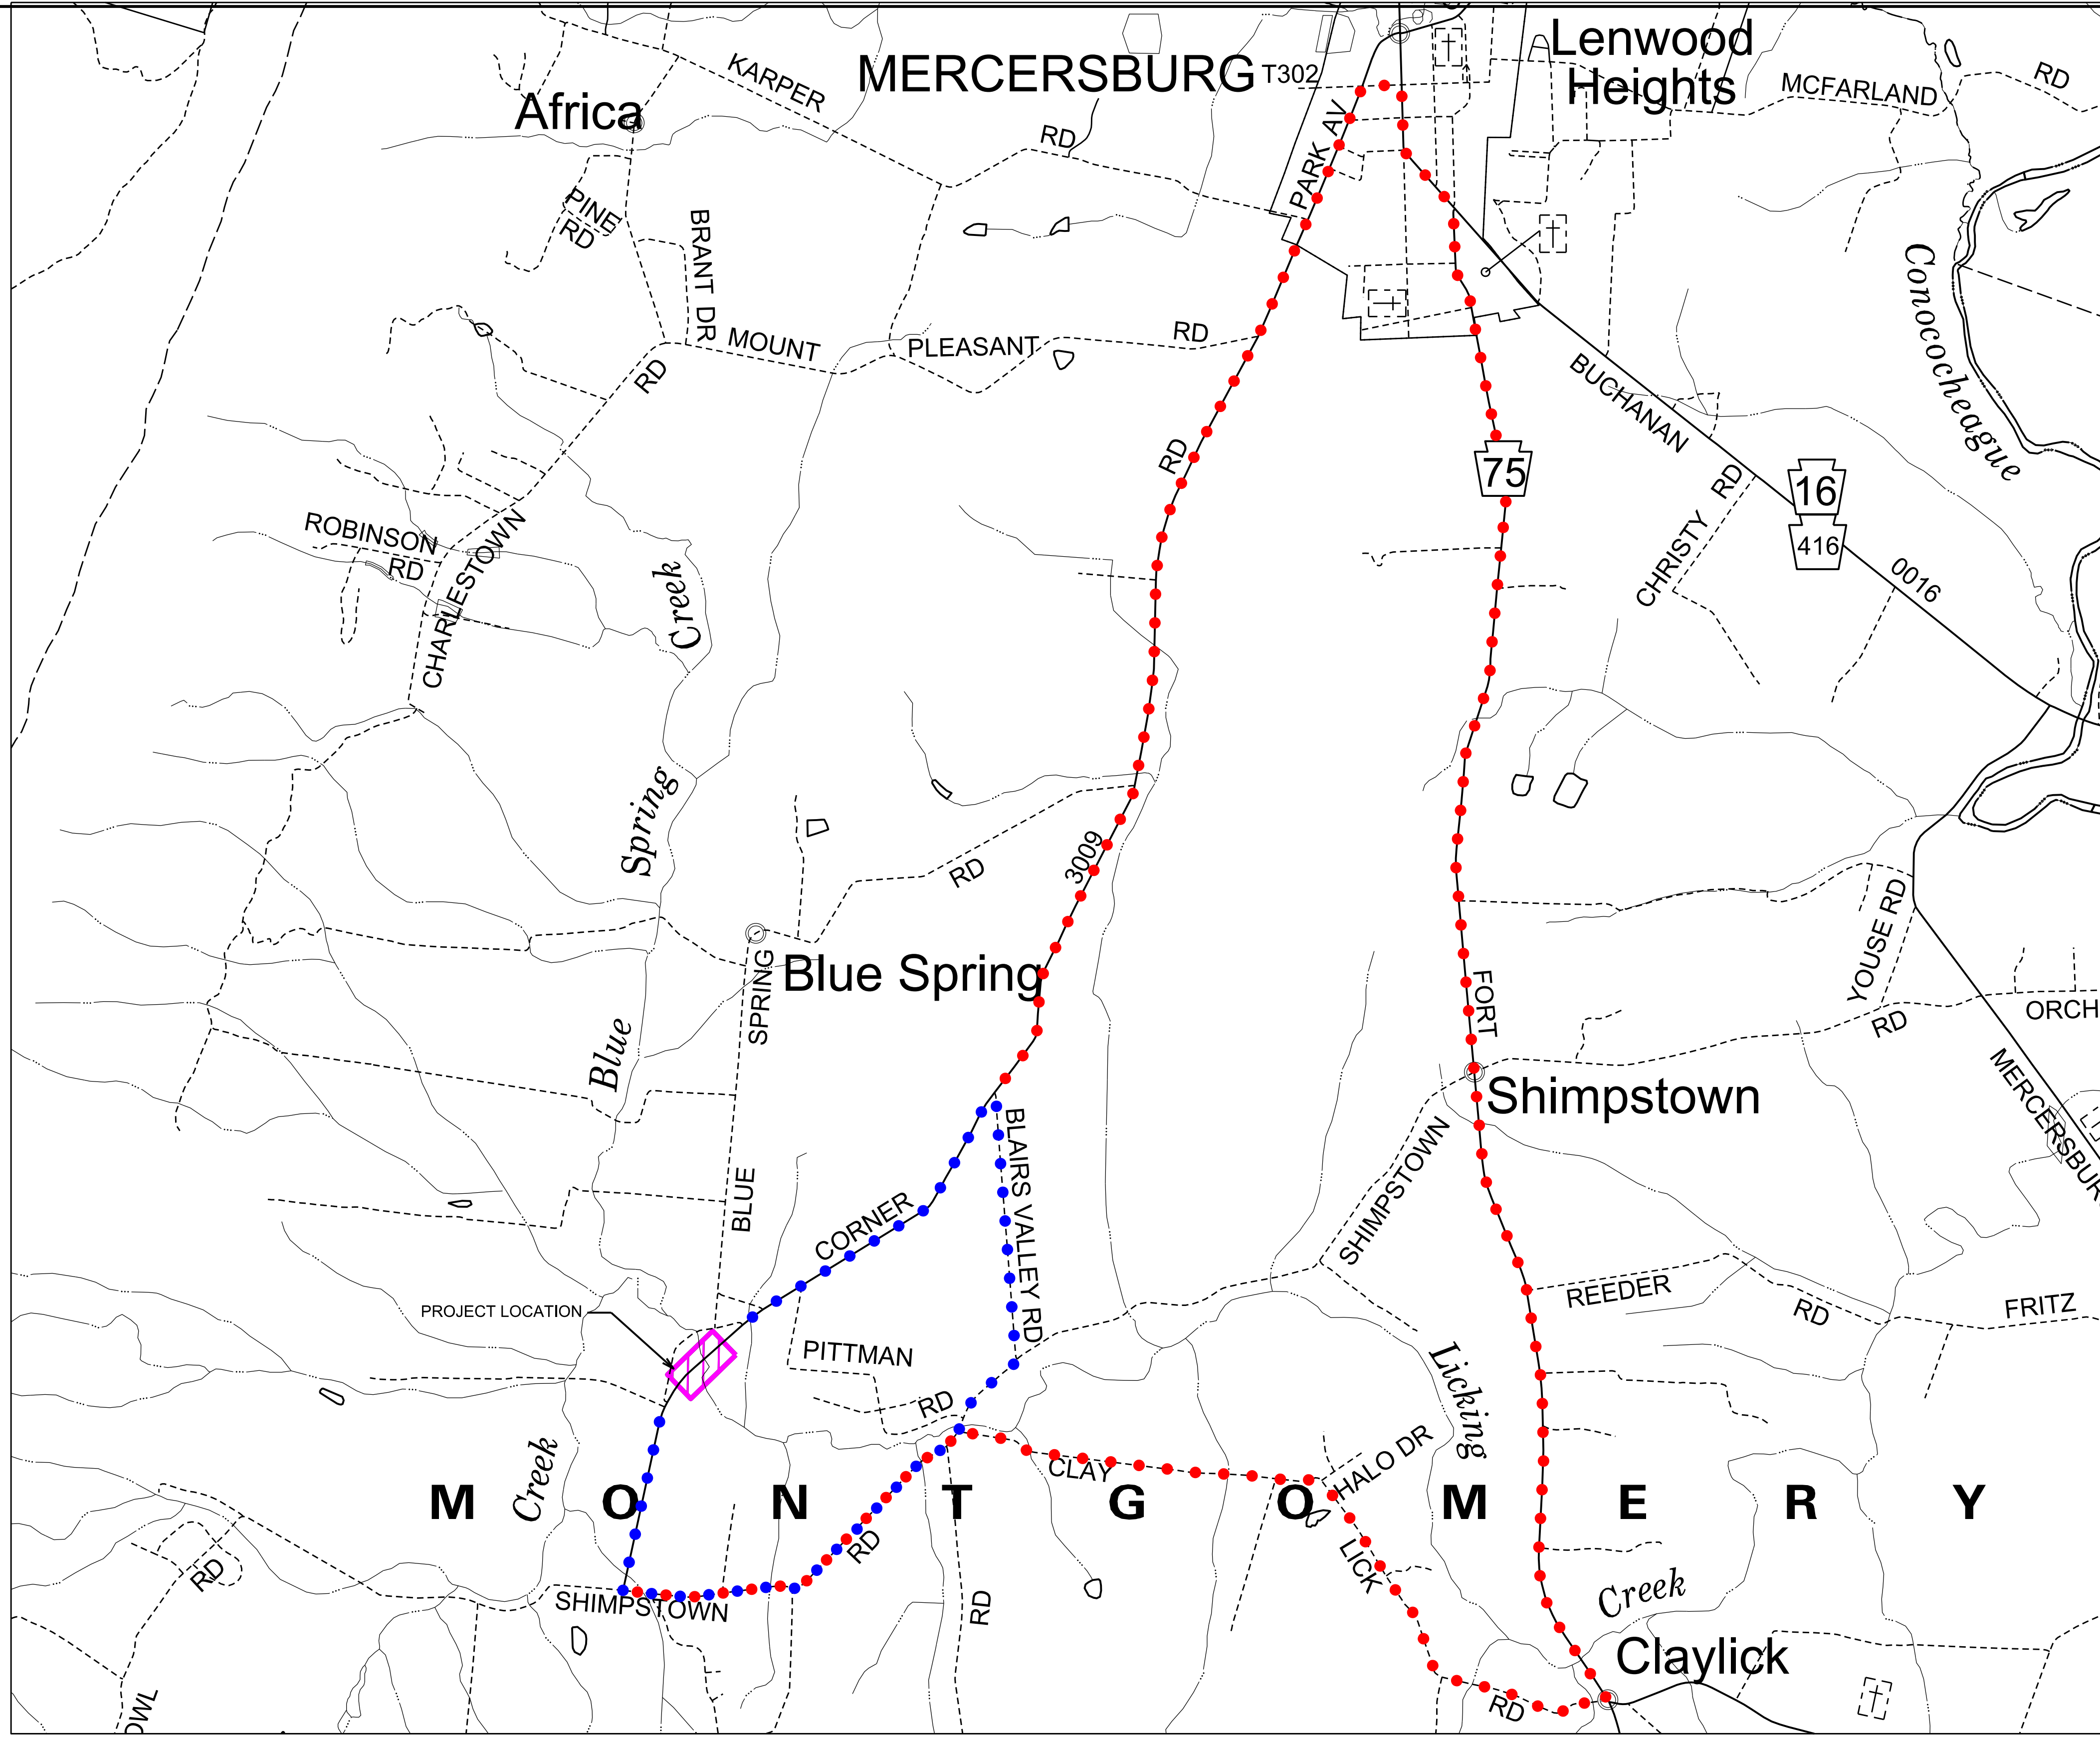 Lenwood
Heights
MERCERSBURG
T302
KARPER
RD
RD
MCFARLAND
Africa
RD
PARK AV
PINE
RD
BRANT DR
Conococheague
MOUNT
PLEASANT
RD
RD
BUCHANAN
RD
75
CHRISTY RD
16
416
0016
ROBINSON
RD
CHARLESTOWN
Creek
Spring
3009
RD
YOUSE RD
SPRING
Blue Spring
FORT
ORCH
RD
Blue
Shimpstown
MERCERSBUR
BLAIRS VALLEY RD
SHIMPSTOWN
BLUE
CORNER
REEDER
RD
FRITZ
PROJECT LOCATION
PITTMAN
RD
Licking
HALO DR
CLAY
Creek
M O N T G O M E R Y
RD
RD
LICK
SHIMPSTOWN
RD
Creek
Claylick
OWL
RD